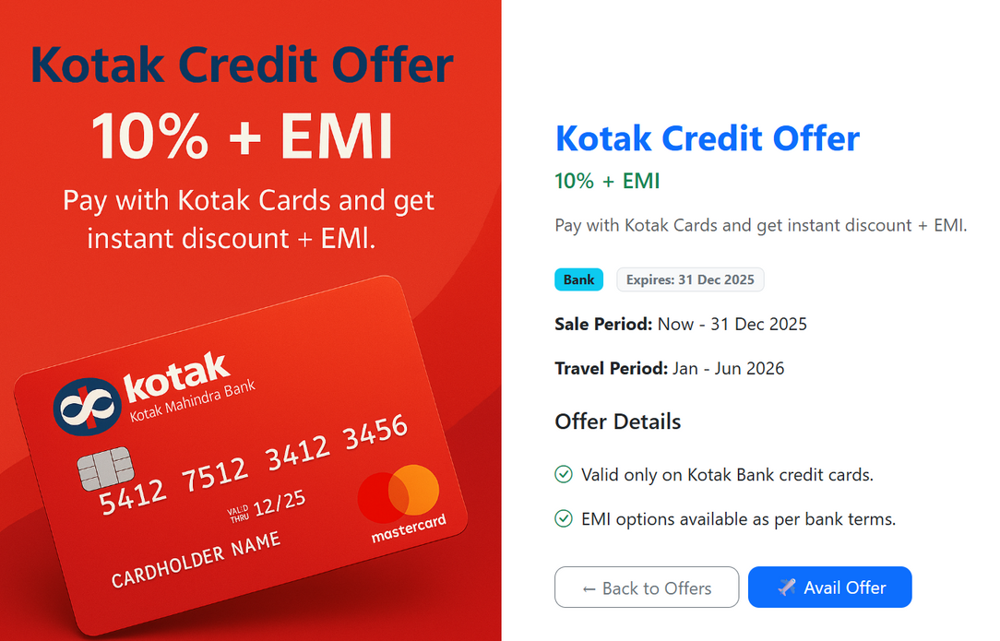 Kotak Credit Offer
10% + EMI
Pay with Kotak Cards and get
instant discount + EMI.
kotak
Kotak Mahindra Bank
5412 7512 3412 3456
VALID
THRU 12/25
CARDHOLDER NAME
mastercard
Kotak Credit Offer
10% + EMI
Pay with Kotak Cards and get instant discount + EMI.
Bank Expires: 31 Dec 2025
Sale Period: Now - 31 Dec 2025
Travel Period: Jan - Jun 2026
Offer Details
Valid only on Kotak Bank credit cards.
EMI options available as per bank terms.
← Back to Offers ✈️ Avail Offer